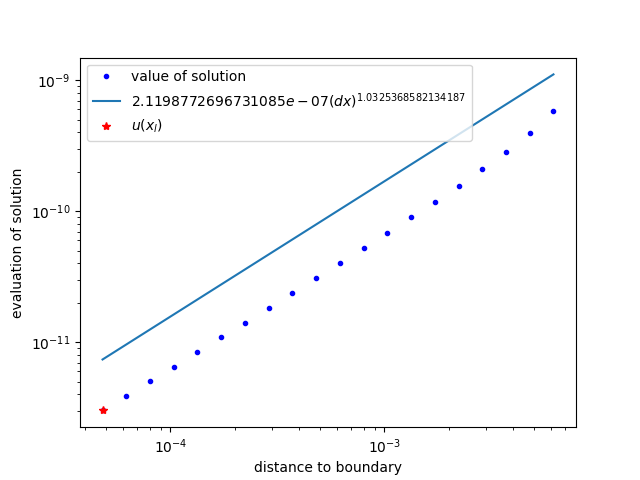 value of solution
2.1198772696731085e − 07(dx)^1.0325368582134187
u(x_l)
10^−9
10^−10
10^−11
evaluation of solution
10^−4
10^−3
distance to boundary